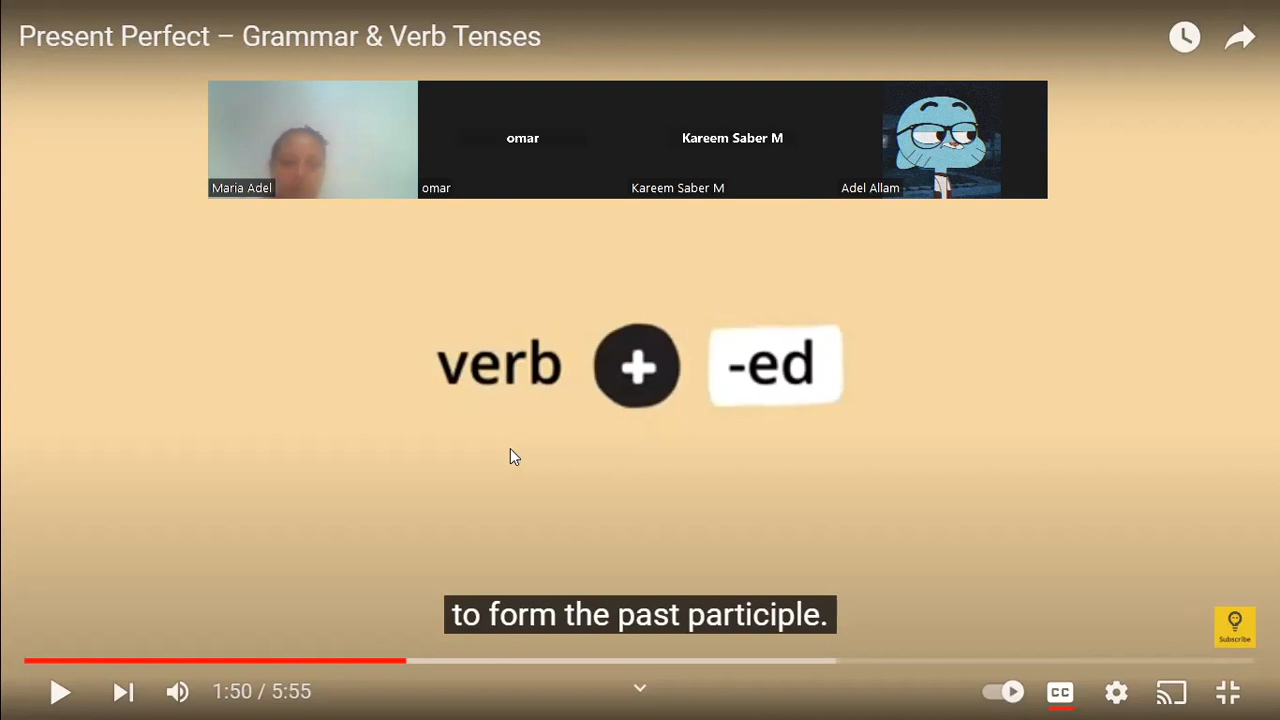 Present Perfect – Grammar & Verb Tenses
omar
Kareem Saber M
Maria Adel
omar
Kareem Saber M
Adel Allam
verb + -ed
to form the past participle.
Subscribe
1:50 / 5:55
CC